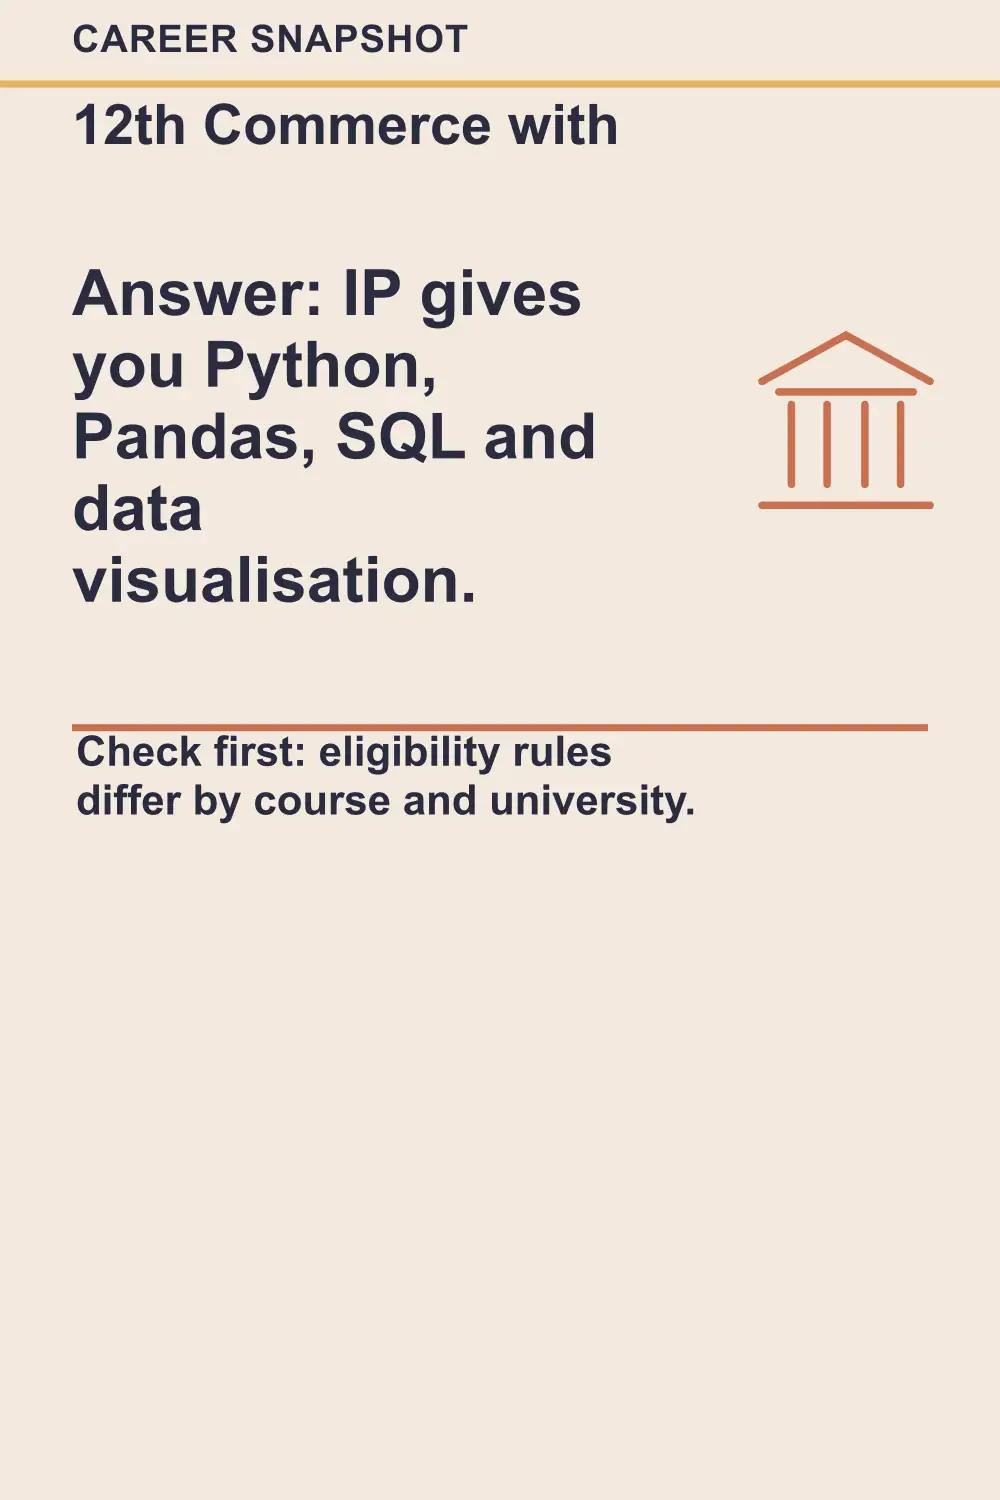 CAREER SNAPSHOT
12th Commerce with
Answer: IP gives
you Python,
Pandas, SQL and
data
visualisation.
Check first: eligibility rules
differ by course and university.